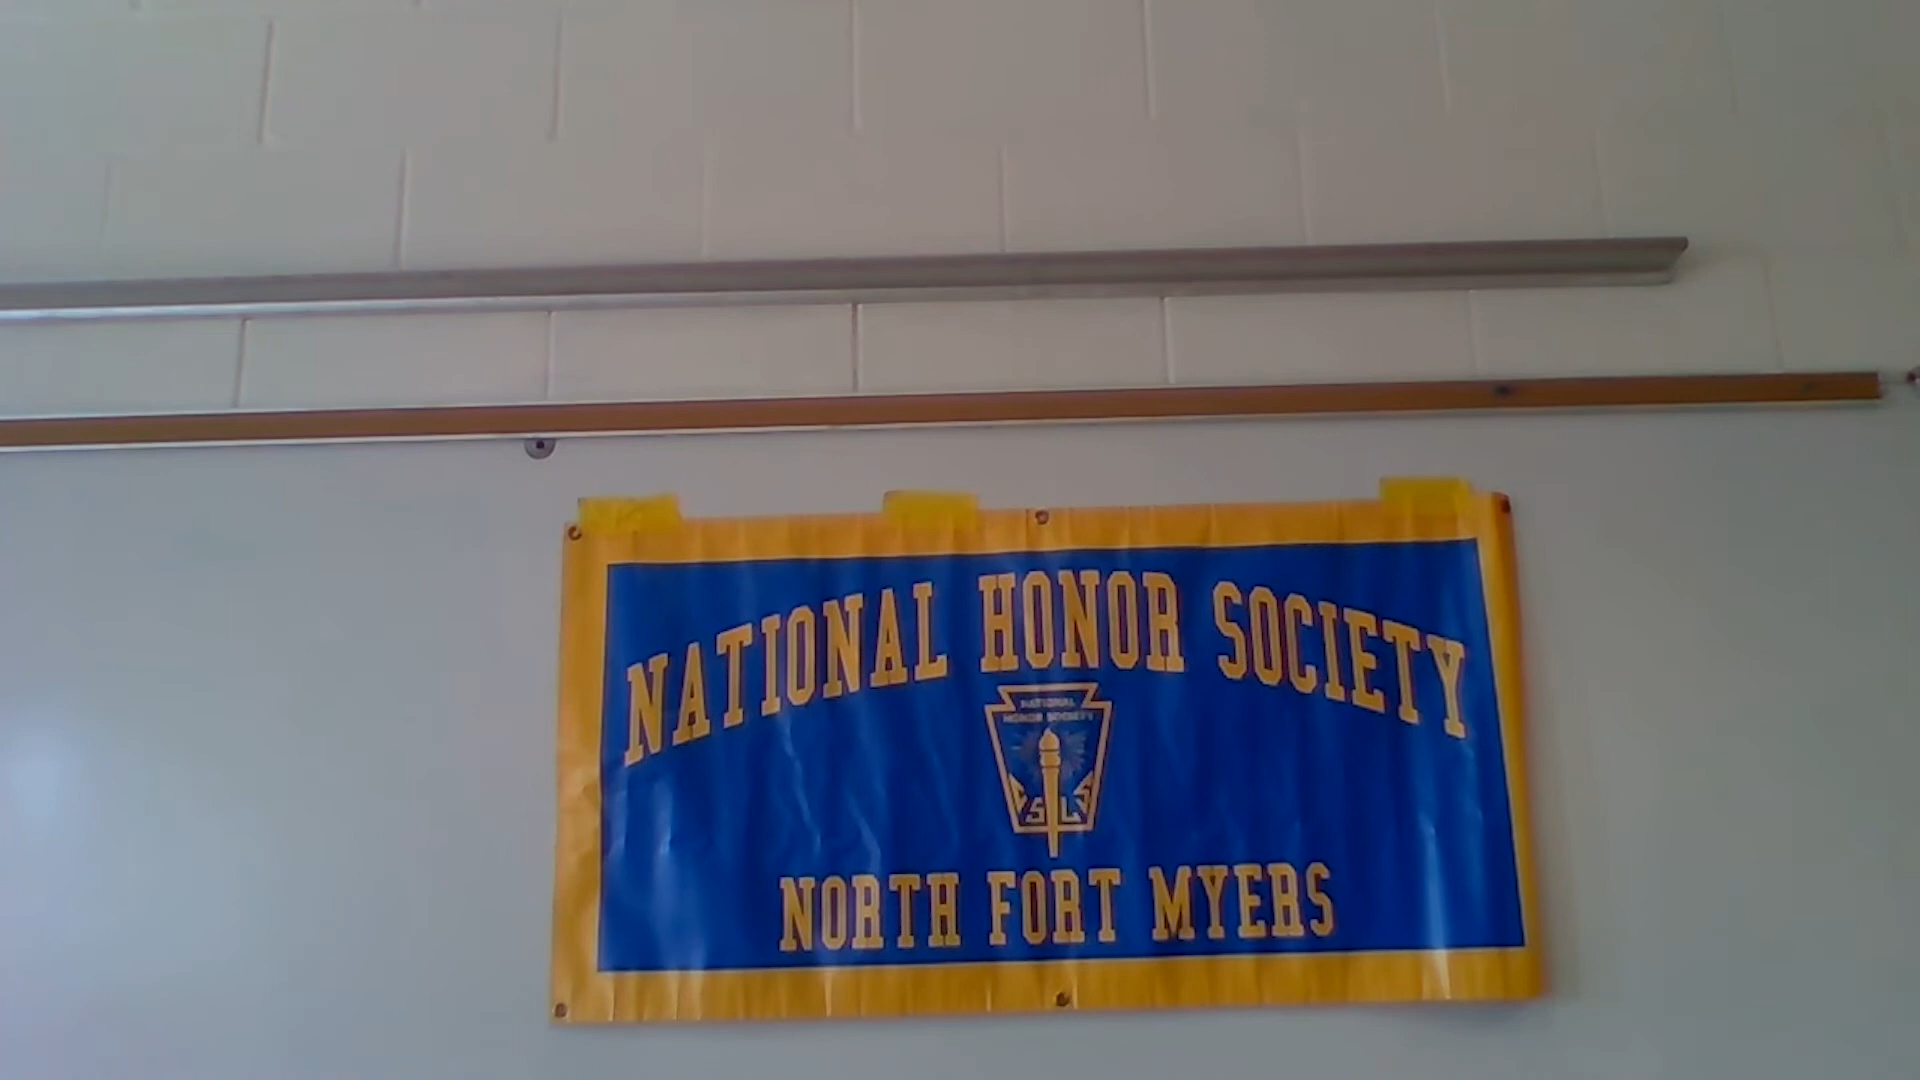 NATIONAL HONOR SOCIETY
NATIONAL
HONOR SOCIETY
NORTH FORT MYERS